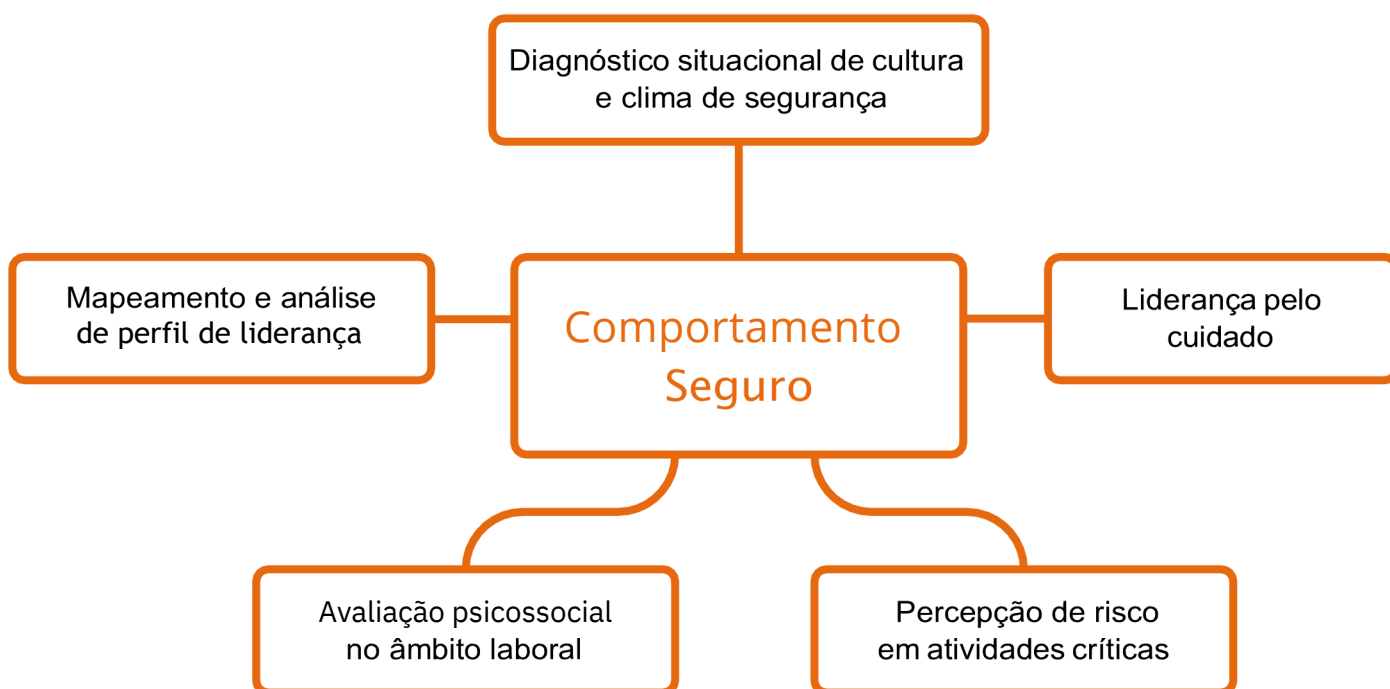 Diagnóstico situacional de cultura
e clima de segurança
Mapeamento e análise
de perfil de liderança
Comportamento
Seguro
Liderança pelo
cuidado
Avaliação psicossocial
no âmbito laboral
Percepção de risco
em atividades críticas